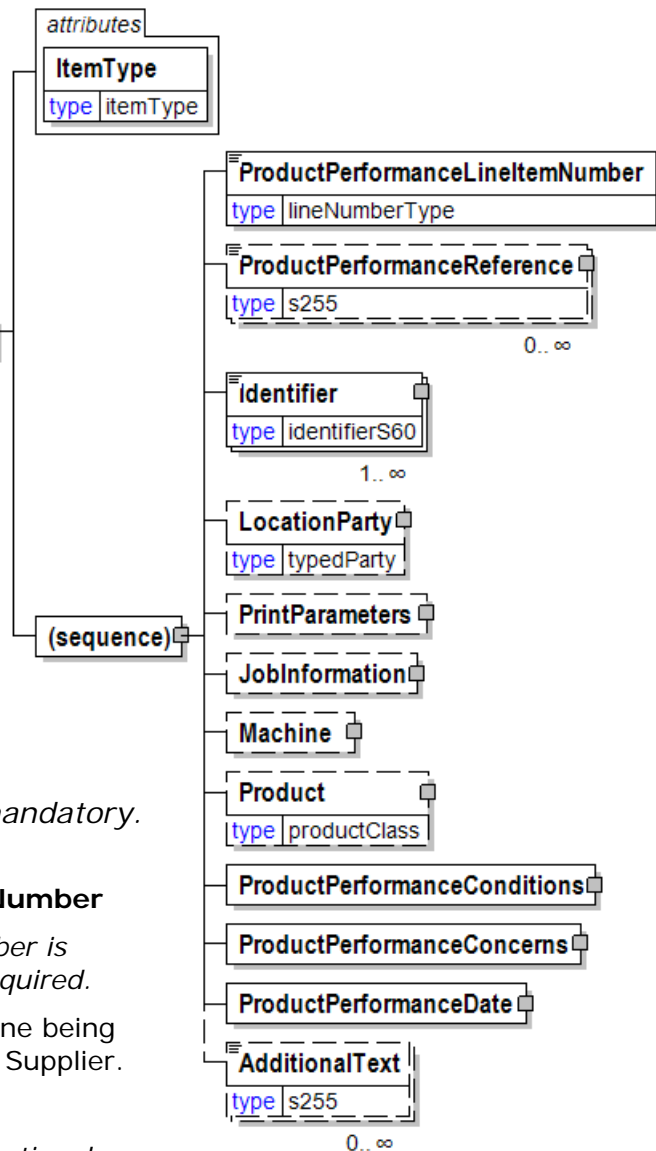 attributes
ItemType
type itemType
ProductPerformanceLineItemNumber
type lineNumberType
ProductPerformanceReference
type s255
0.. ∞
Identifier
type identifierS60
1.. ∞
LocationParty
type typedParty
PrintParameters
(sequence)
JobInformation
Machine
Product
type productClass
mandatory.
ProductPerformanceConditions
Number
ProductPerformanceConcerns
ber is
quired.
ProductPerformanceDate
ne being
Supplier.
AdditionalText
type s255
0.. ∞